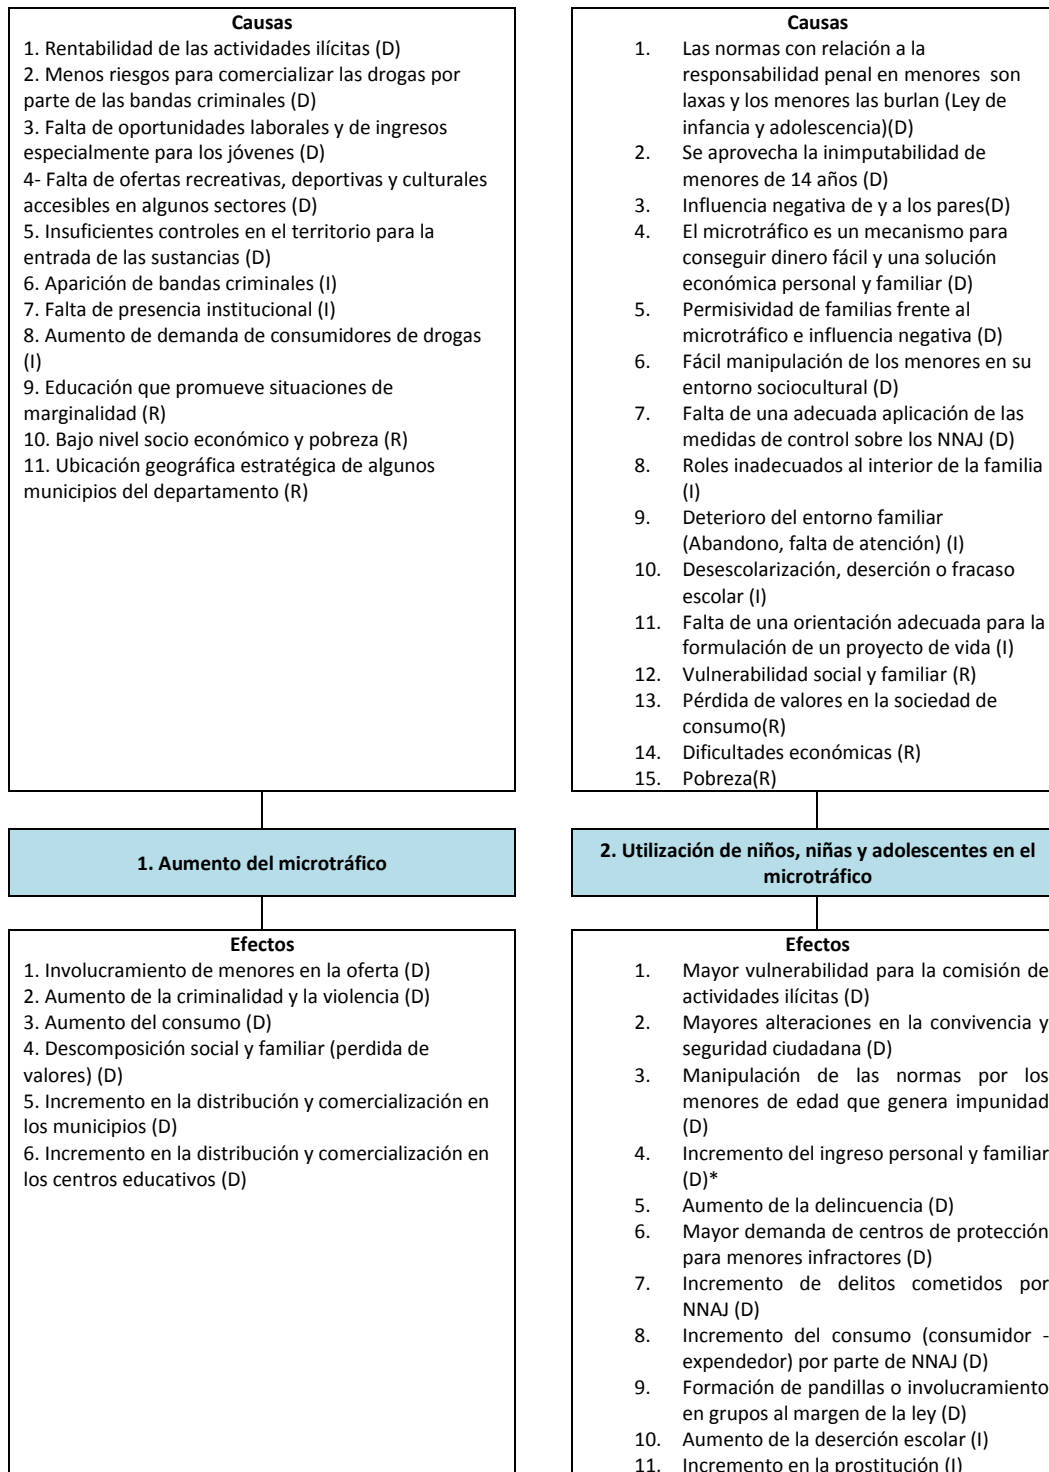 Causas
1. Rentabilidad de las actividades ilícitas (D)
2. Menos riesgos para comercializar las drogas por
parte de las bandas criminales (D)
3. Falta de oportunidades laborales y de ingresos
especialmente para los jóvenes (D)
4- Falta de ofertas recreativas, deportivas y culturales
accesibles en algunos sectores (D)
5. Insuficientes controles en el territorio para la
entrada de las sustancias (D)
6. Aparición de bandas criminales (I)
7. Falta de presencia institucional (I)
8. Aumento de demanda de consumidores de drogas
(I)
9. Educación que promueve situaciones de
marginalidad (R)
10. Bajo nivel socio económico y pobreza (R)
11. Ubicación geográfica estratégica de algunos
municipios del departamento (R)
Causas
1. Las normas con relación a la
responsabilidad penal en menores son
laxas y los menores las burlan (Ley de
infancia y adolescencia)(D)
2. Se aprovecha la inimputabilidad de
menores de 14 años (D)
3. Influencia negativa de y a los pares(D)
4. El microtráfico es un mecanismo para
conseguir dinero fácil y una solución
económica personal y familiar (D)
5. Permisividad de familias frente al
microtráfico e influencia negativa (D)
6. Fácil manipulación de los menores en su
entorno sociocultural (D)
7. Falta de una adecuada aplicación de las
medidas de control sobre los NNAJ (D)
8. Roles inadecuados al interior de la familia
(I)
9. Deterioro del entorno familiar
(Abandono, falta de atención) (I)
10. Desescolarización, deserción o fracaso
escolar (I)
11. Falta de una orientación adecuada para la
formulación de un proyecto de vida (I)
12. Vulnerabilidad social y familiar (R)
13. Pérdida de valores en la sociedad de
consumo(R)
14. Dificultades económicas (R)
15. Pobreza(R)
1. Aumento del microtráfico
2. Utilización de niños, niñas y adolescentes en el
microtráfico
Efectos
1. Involucramiento de menores en la oferta (D)
2. Aumento de la criminalidad y la violencia (D)
3. Aumento del consumo (D)
4. Descomposición social y familiar (perdida de
valores) (D)
5. Incremento en la distribución y comercialización en
los municipios (D)
6. Incremento en la distribución y comercialización en
los centros educativos (D)
Efectos
1. Mayor vulnerabilidad para la comisión de
actividades ilícitas (D)
2. Mayores alteraciones en la convivencia y
seguridad ciudadana (D)
3. Manipulación de las normas por los
menores de edad que genera impunidad
(D)
4. Incremento del ingreso personal y familiar
(D)*
5. Aumento de la delincuencia (D)
6. Mayor demanda de centros de protección
para menores infractores (D)
7. Incremento de delitos cometidos por
NNAJ (D)
8. Incremento del consumo (consumidor -
expendedor) por parte de NNAJ (D)
9. Formación de pandillas o involucramiento
en grupos al margen de la ley (D)
10. Aumento de la deserción escolar (I)
11. Incremento en la prostitución (I)